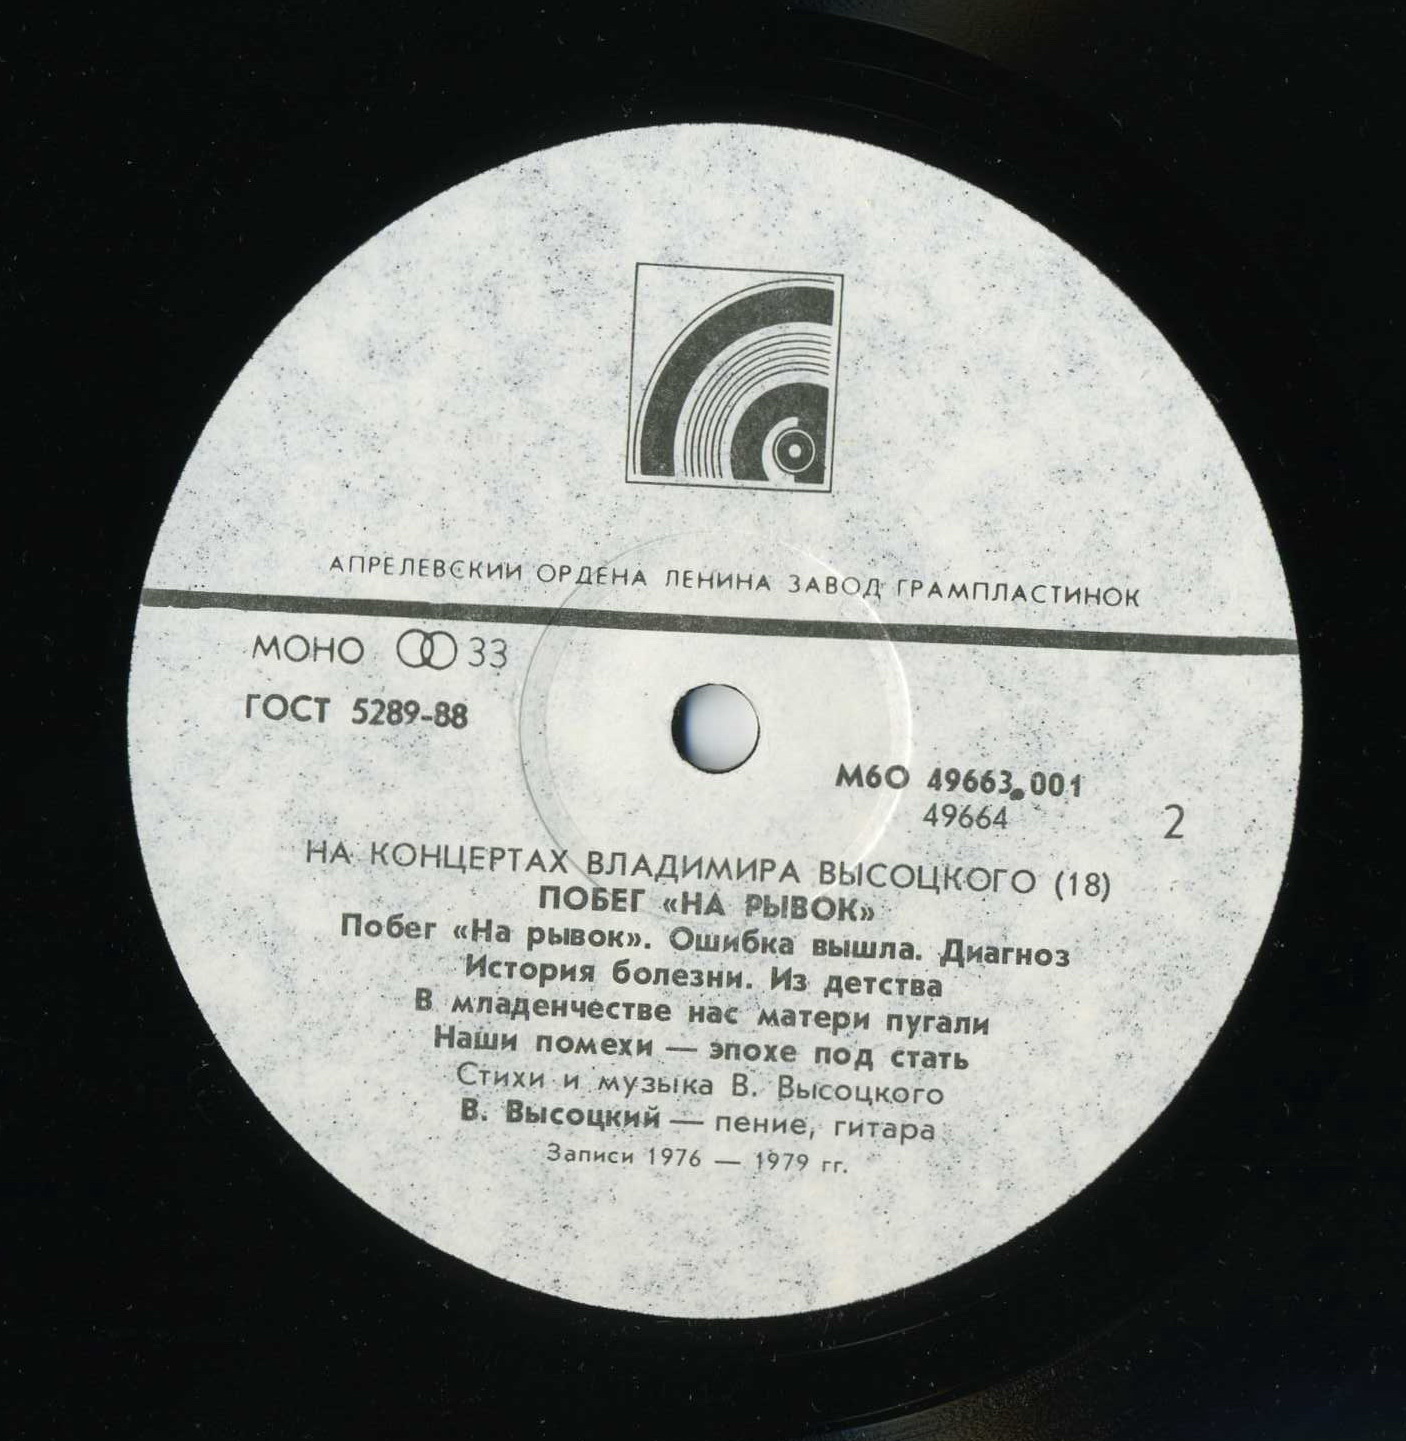 АПРЕЛЕВСКИЙ ОРДЕНА ЛЕНИНА ЗАВОД ГРАМПЛАСТИНОК
МОНО 33
ГОСТ 5289-88
М60 49663.001
49664
2
НА КОНЦЕРТАХ ВЛАДИМИРА ВЫСОЦКОГО (18)
ПОБЕГ «НА РЫВОК»
Побег «На рывок». Ошибка вышла. Диагноз
История болезни. Из детства
В младенчестве нас матери пугали
Наши помехи — эпохе под стать
Стихи и музыка В. Высоцкого
В. Высоцкий — пение, гитара
Записи 1976 — 1979 гг.